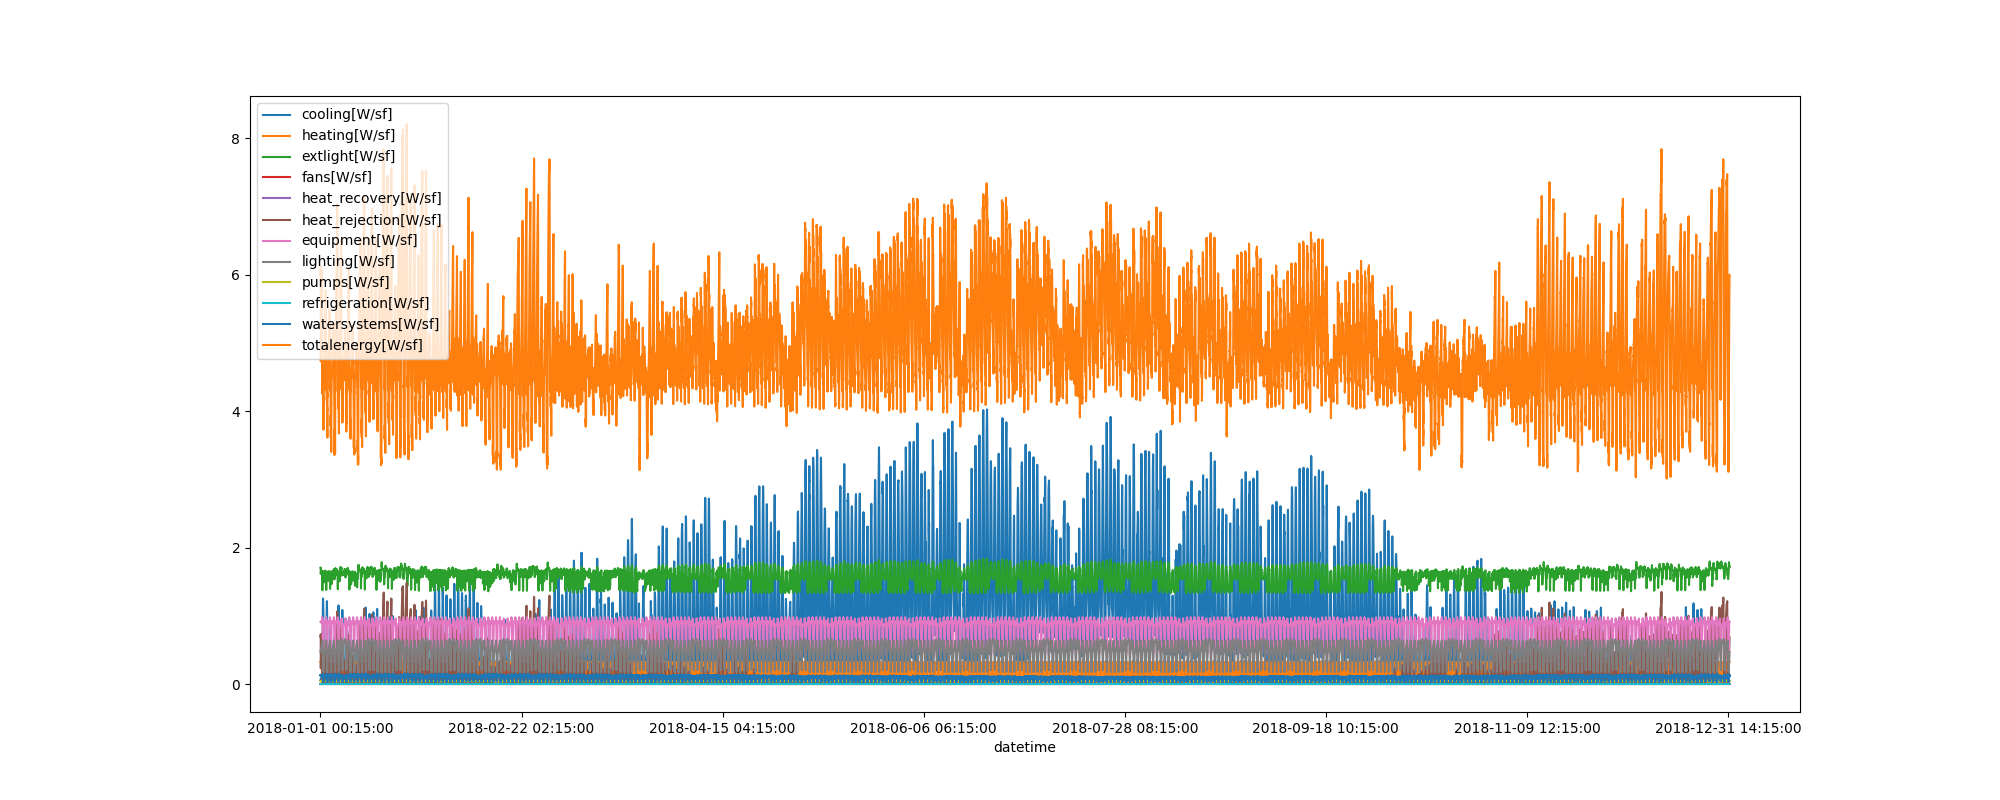 8
6
4
2
0
cooling[W/sf]
heating[W/sf]
extlight[W/sf]
fans[W/sf]
heat_recovery[W/sf]
heat_rejection[W/sf]
equipment[W/sf]
lighting[W/sf]
pumps[W/sf]
refrigeration[W/sf]
watersystems[W/sf]
totalenergy[W/sf]
2018-01-01 00:15:00 2018-02-22 02:15:00 2018-04-15 04:15:00 2018-06-06 06:15:00 2018-07-28 08:15:00 2018-09-18 10:15:00 2018-11-09 12:15:00 2018-12-31 14:15:00
datetime